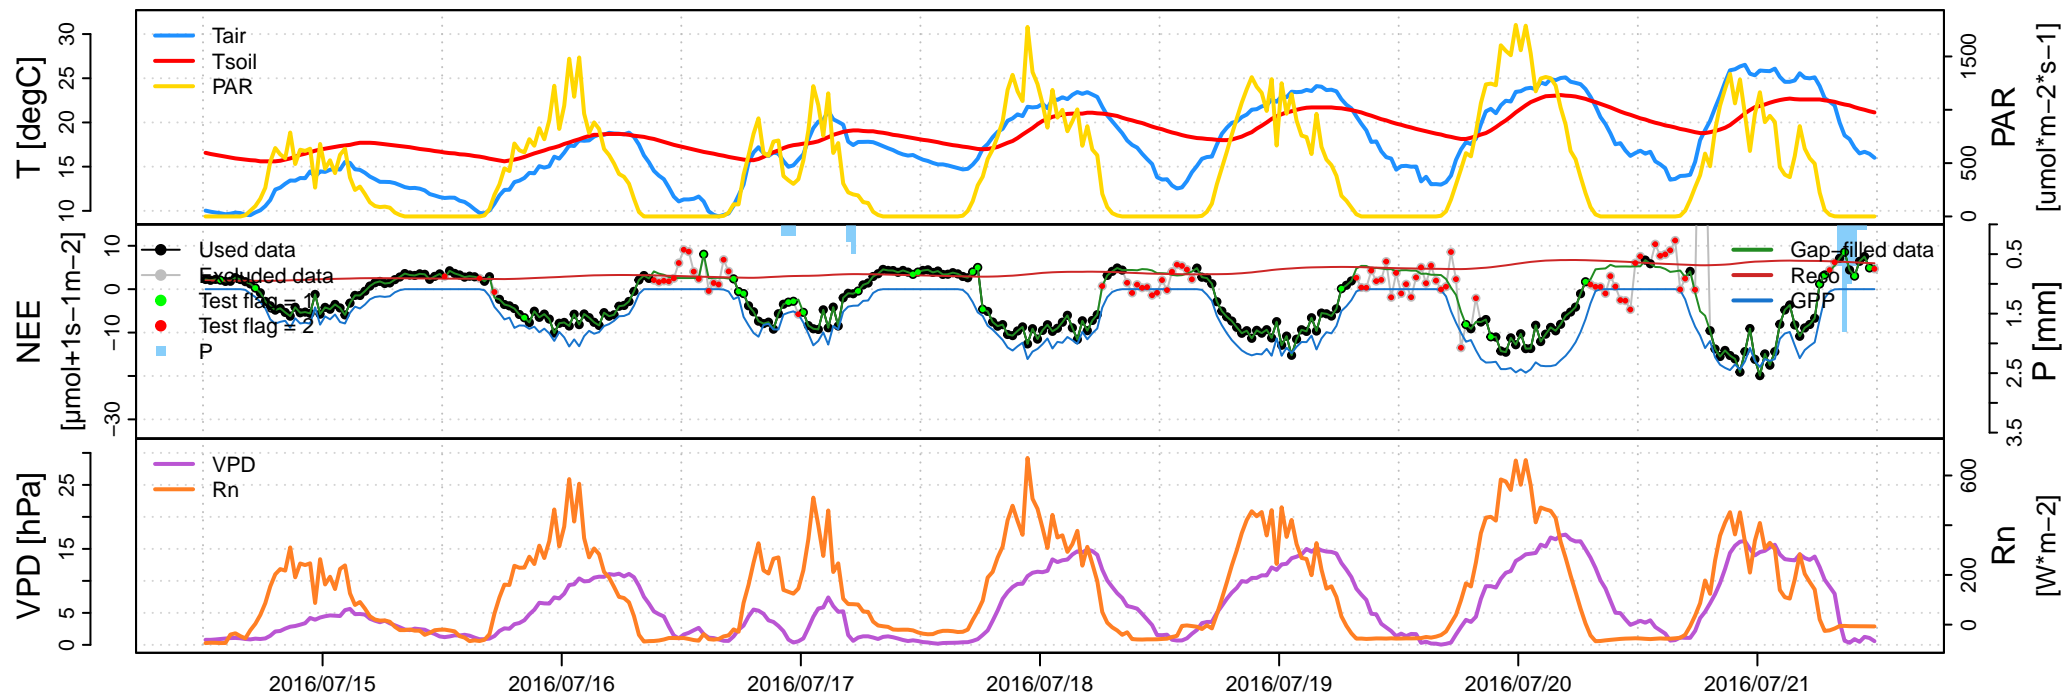 T [degC]
10 15 20 25 30
Tair
Tsoil
PAR
0 500 1500
PAR
[umol*m−2*s−1]
NEE
[µmol+1s−1m−2]
−30 −10 0 10
Used data
Excluded data
Test flag = 1
Test flag = 2
P
Gap−filled data
GPP
3.5 2.5 1.5 0.5
P [mm]
VPD [hPa]
0 5 15 25
VPD
Rn
0 200 600
Rn
[W*m−2]
2016/07/15 2016/07/16 2016/07/17 2016/07/18 2016/07/19 2016/07/20 2016/07/21